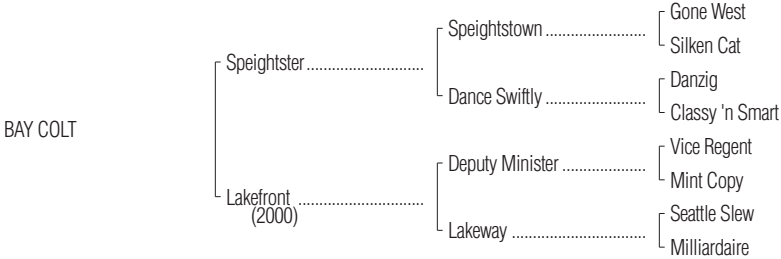 Gone West
Speightstown ........................
Silken Cat
Speightster ...........................
Danzig
Dance Swiftly ........................
Classy 'n Smart
BAY COLT
Vice Regent
Deputy Minister ....................
Mint Copy
Lakefront .............................
(2000)
Seattle Slew
Lakeway ................................
Milliardaire